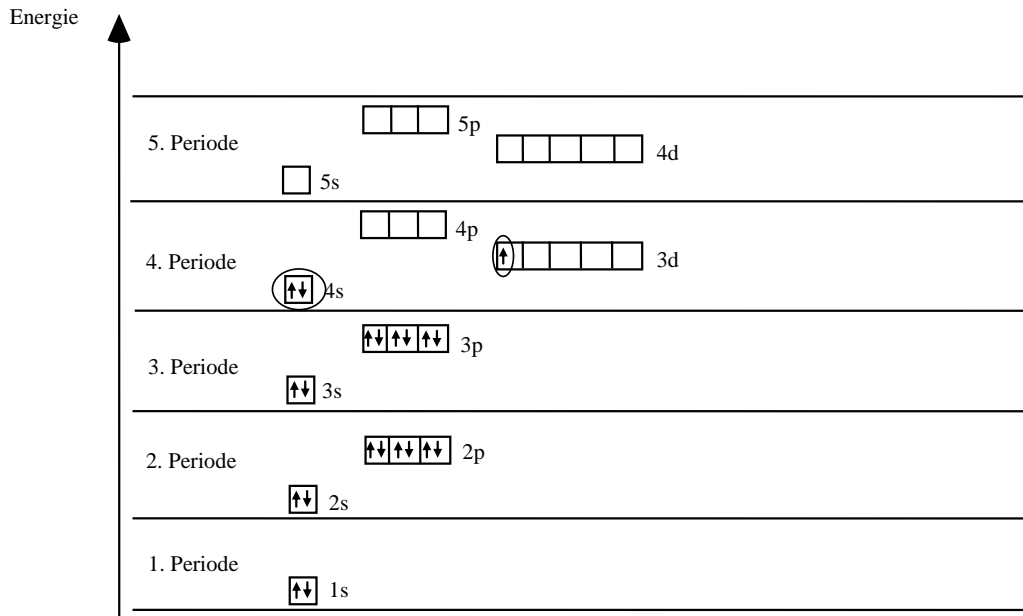 Energie
5p
5. Periode
4d
5s
4p
4. Periode
3d
4s
3p
3. Periode
3s
2p
2. Periode
2s
1. Periode
1s